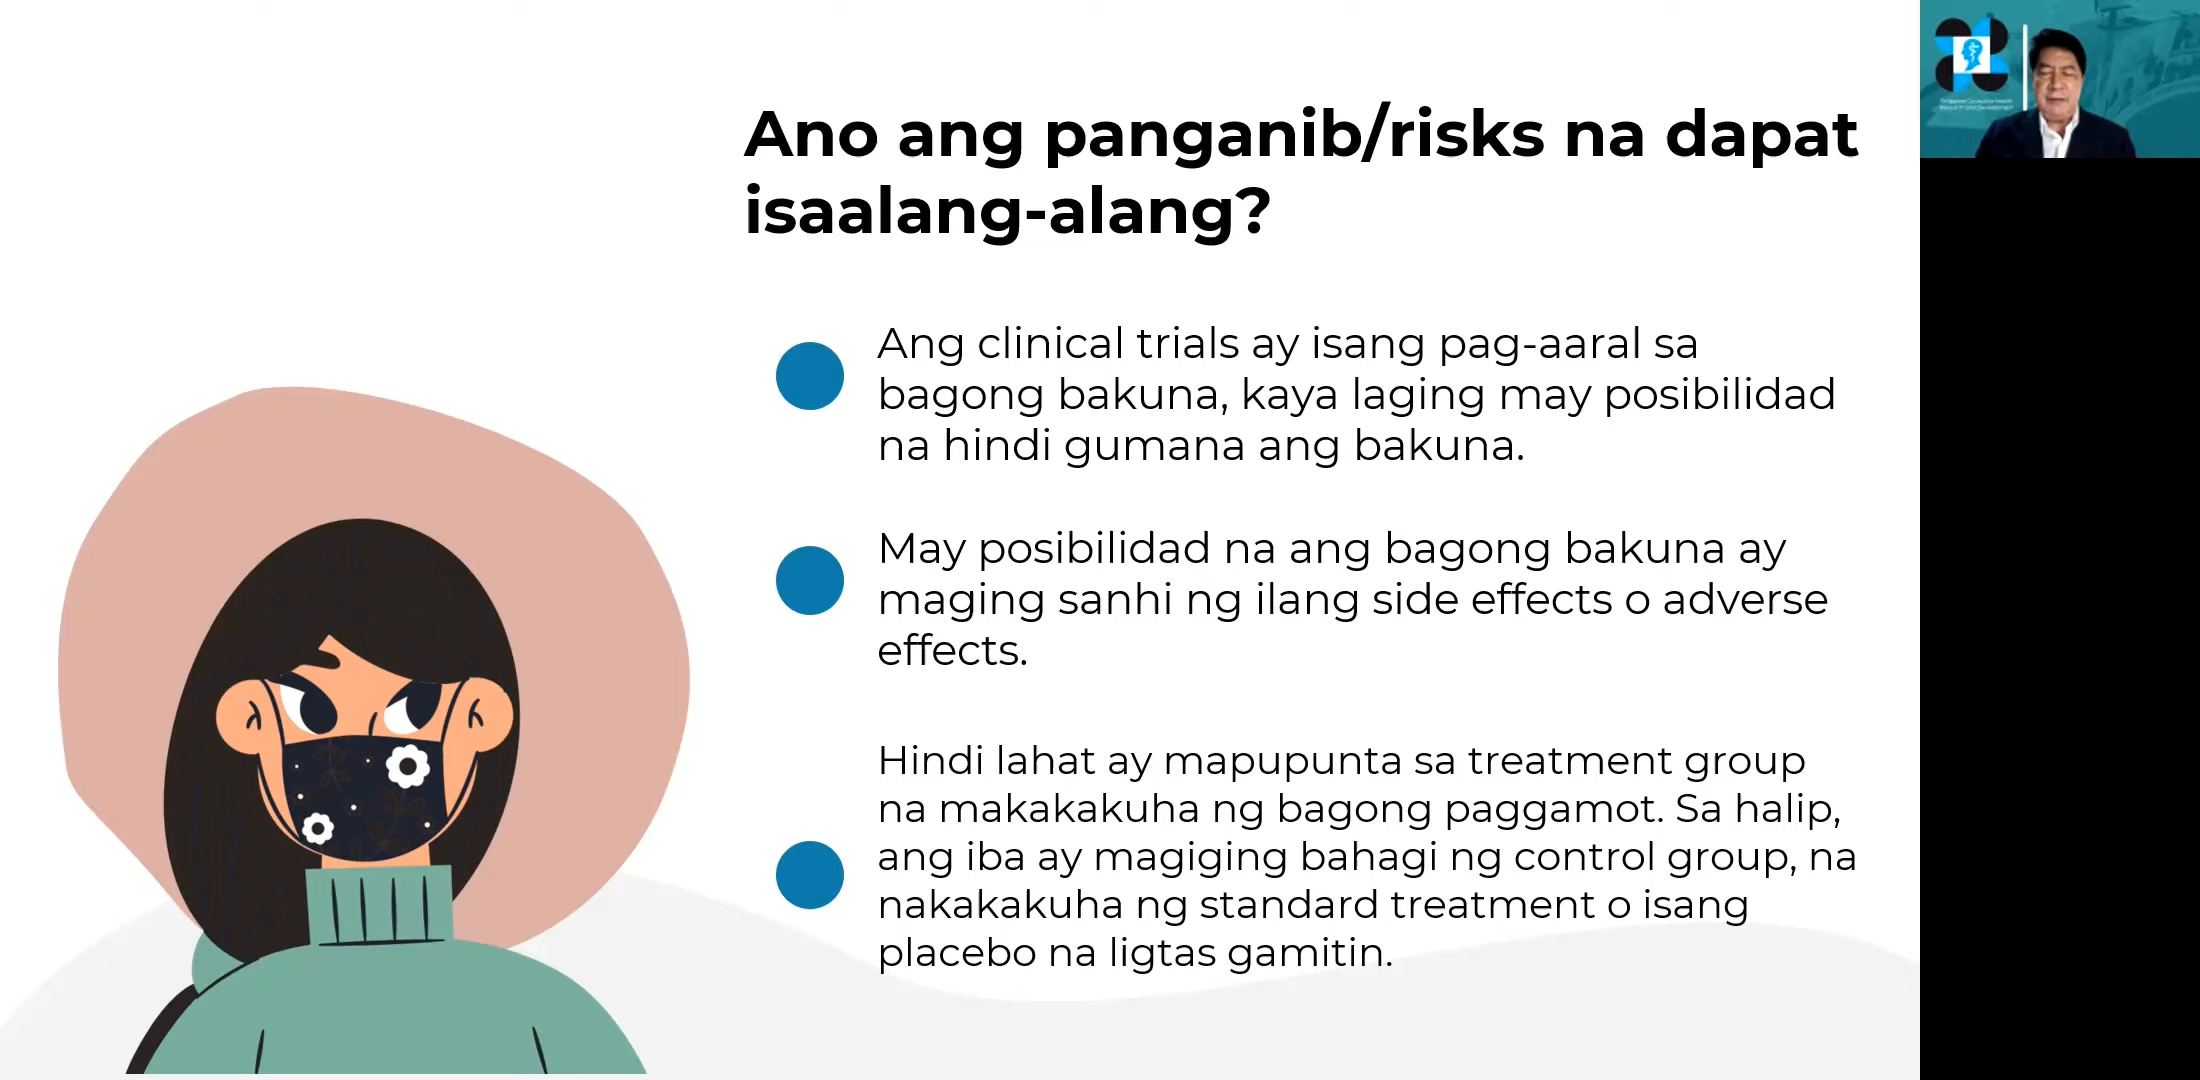 Ano ang panganib/risks na dapat
isaalang-alang?
Ang clinical trials ay isang pag-aaral sa
bagong bakuna, kaya laging may posibilidad
na hindi gumana ang bakuna.
May posibilidad na ang bagong bakuna ay
maging sanhi ng ilang side effects o adverse
effects.
Hindi lahat ay mapupunta sa treatment group
na makakakuha ng bagong paggamot. Sa halip,
ang iba ay magiging bahagi ng control group, na
nakakakuha ng standard treatment o isang
placebo na ligtas gamitin.